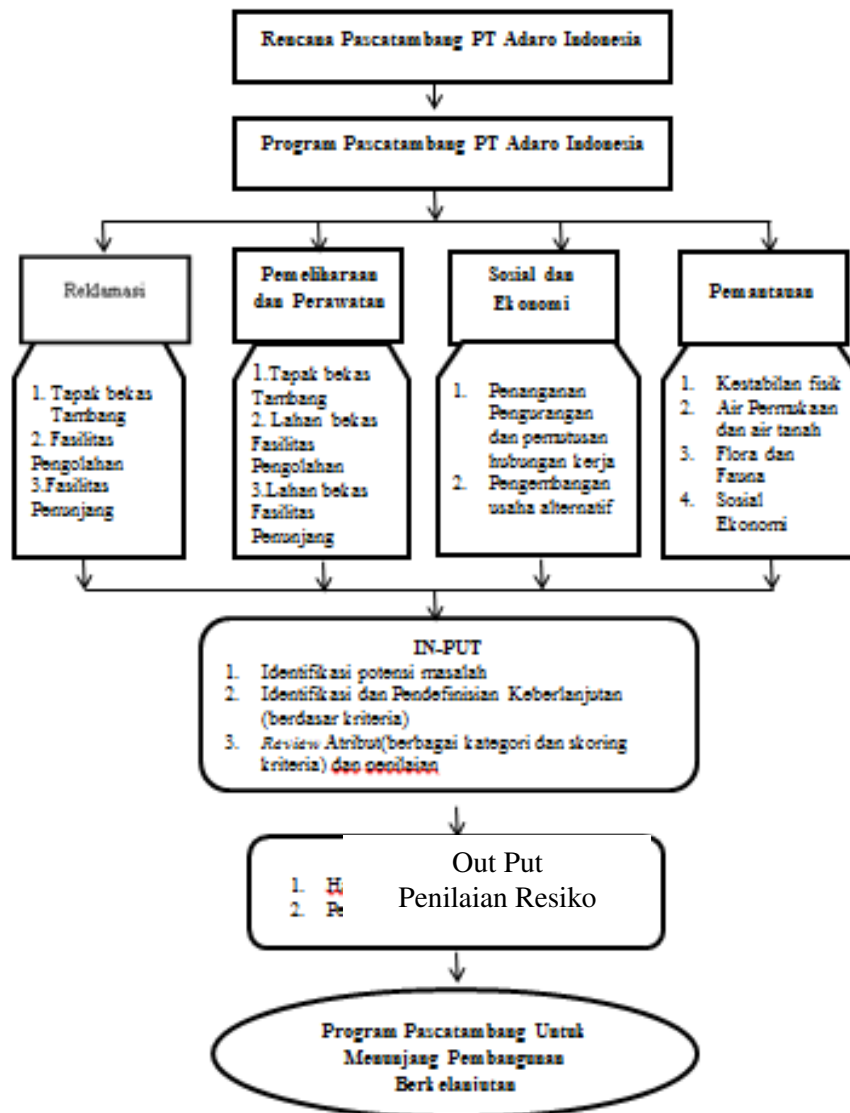 Rencana Pascatambang PT Adaro Indonesia
Program Pascatambang PT Adaro Indonesia
Reklamasi
1. Tapak bekas
Tambang
2. Fasilitas
Pengolahan
3.Fasilitas
Penunjang
Pemeliharaan
dan Perawatan
1.Tapak bekas
Tambang
2. Lahan bekas
Fasilitas
Pengolahan
3.Lahan bekas
Fasilitas
Penunjang
Sosial dan
Ekonomi
1. Penanganan
Pengurangan
dan pemutusan
hubungan kerja
2. Pengembangan
usaha alternatif
Pemantauan
1. Kestabilan fisik
2. Air Permukaan
dan air tanah
3. Flora dan
Fauna
4. Sosial
Ekonomi
IN-PUT
1. Identifikasi potensi masalah
2. Identifikasi dan Pendefinisian Keberlanjutan
(berdasar kriteria)
3. Review Atribut(berbagai kategori dan skoring
kriteria) dan penilaian
Out Put
Penilaian Resiko
1.
2.
Program Pascatambang Untuk
Menunjang Pembangunan
Berkelanjutan